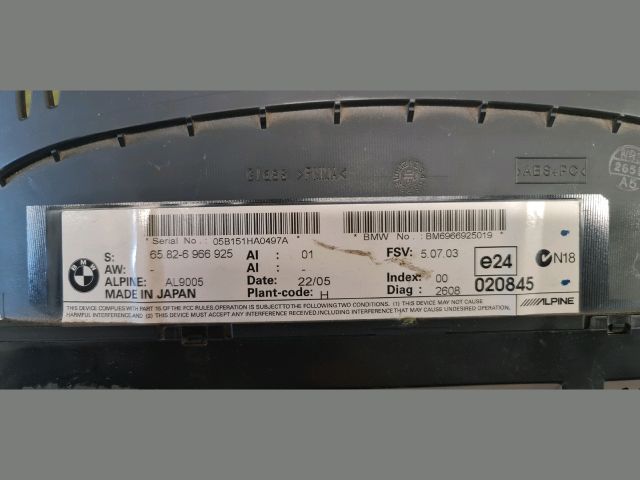 >PMMA<
>ABS+PC<
* Serial No : 05B151HA0497A *
* BMW No : BM6966925019 *
BMW
S: 65.82-6 966 925 AI : 01 FSV: 5.07.03 e24 N18
AW: - AI : -
ALPINE: AL9005 Date: 22/05 Index: 00 020845
MADE IN JAPAN Plant-code: H Diag : 2608 ALPINE
THIS DEVICE COMPLIES WITH PART 15 OF THE FCC RULES.OPERATION IS SUBJECT TO THE FOLLOWING TWO CONDITIONS. (1) THIS DEVICE MAY NOT CAUSE
HARMFUL INTERFERENCE AND (2) THIS DEVICE MUST ACCEPT ANY INTERFERENCE RECEIVED,INCLUDING INTERFERENCE THAT MAY CAUSE UNDESIRED OPERATION.